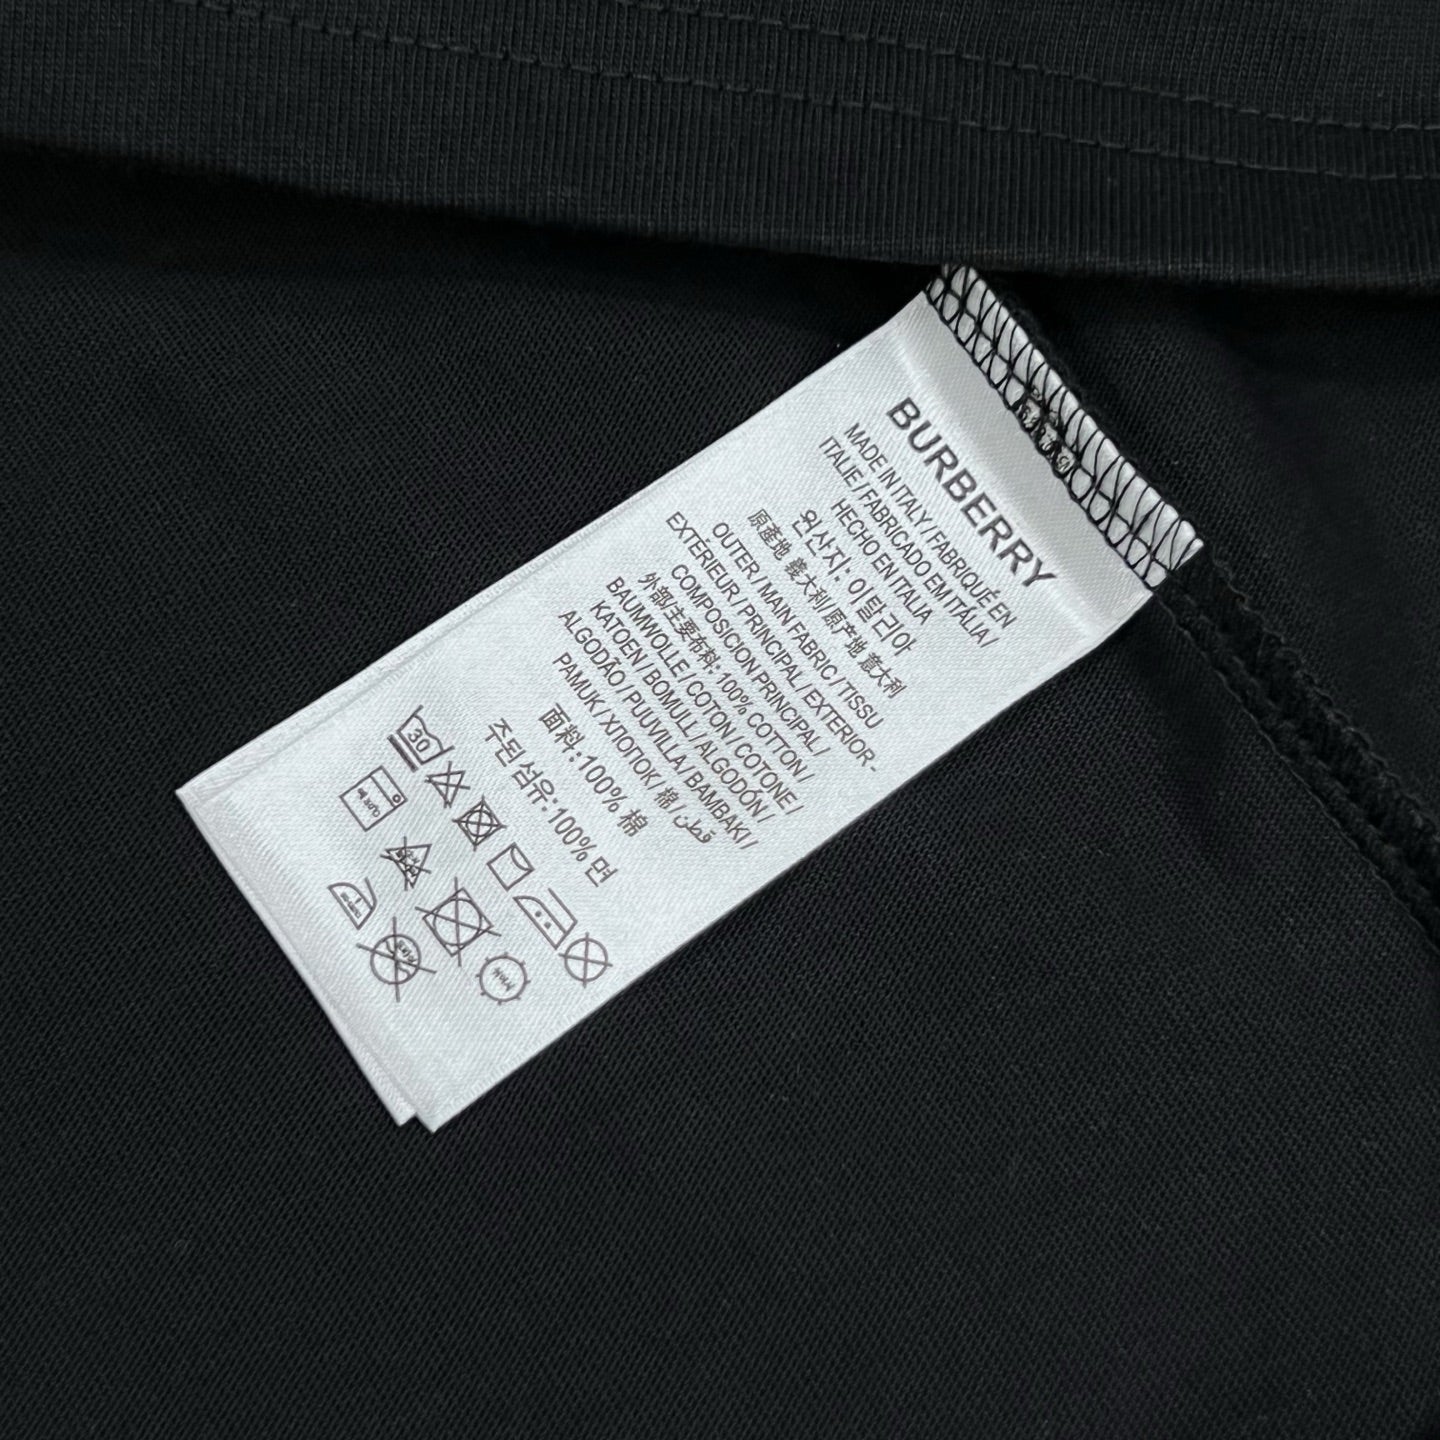 BURBERRY
MADE IN ITALY / FABRIQUÉ EN
ITALIE / FABRICADO EM ITÁLIA /
HECHO EN ITALIA
원산지: 이탈리아
原產地 義大利/原产地 意大利
OUTER / MAIN FABRIC / TISSU
EXTÉRIEUR / PRINCIPAL / EXTERIOR -
COMPOSICION PRINCIPAL /
外部/主要布料: 100% COTTON /
BAUMWOLLE / COTON / COTONE /
KATOEN / BOMULL / ALGODÓN /
ALGODÃO / PUUVILLA / BAMBAKI /
PAMUK / ХЛОПОК / 棉 / قطن /
面料: 100% 棉
주된섬유: 100% 면
30